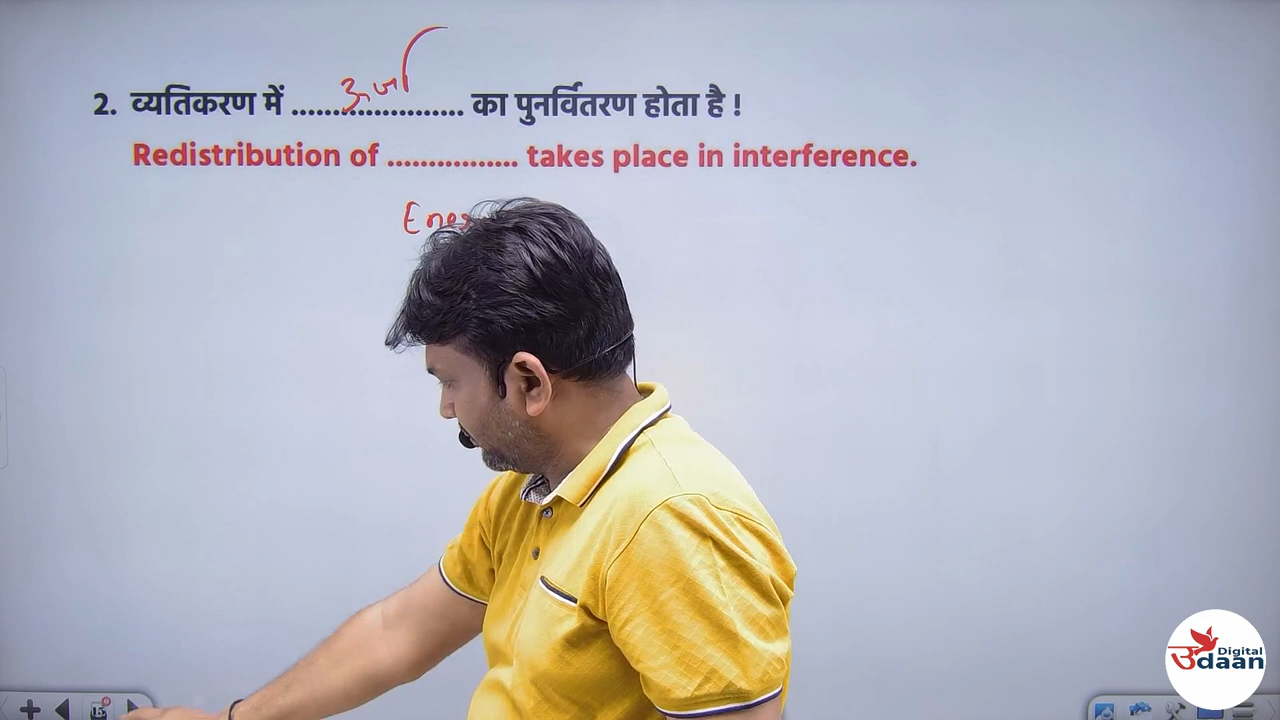 ऊर्जा
2. व्यतिकरण में ...................... का पुनर्वितरण होता है !
Redistribution of ................ takes place in interference.
Digital
उdaan